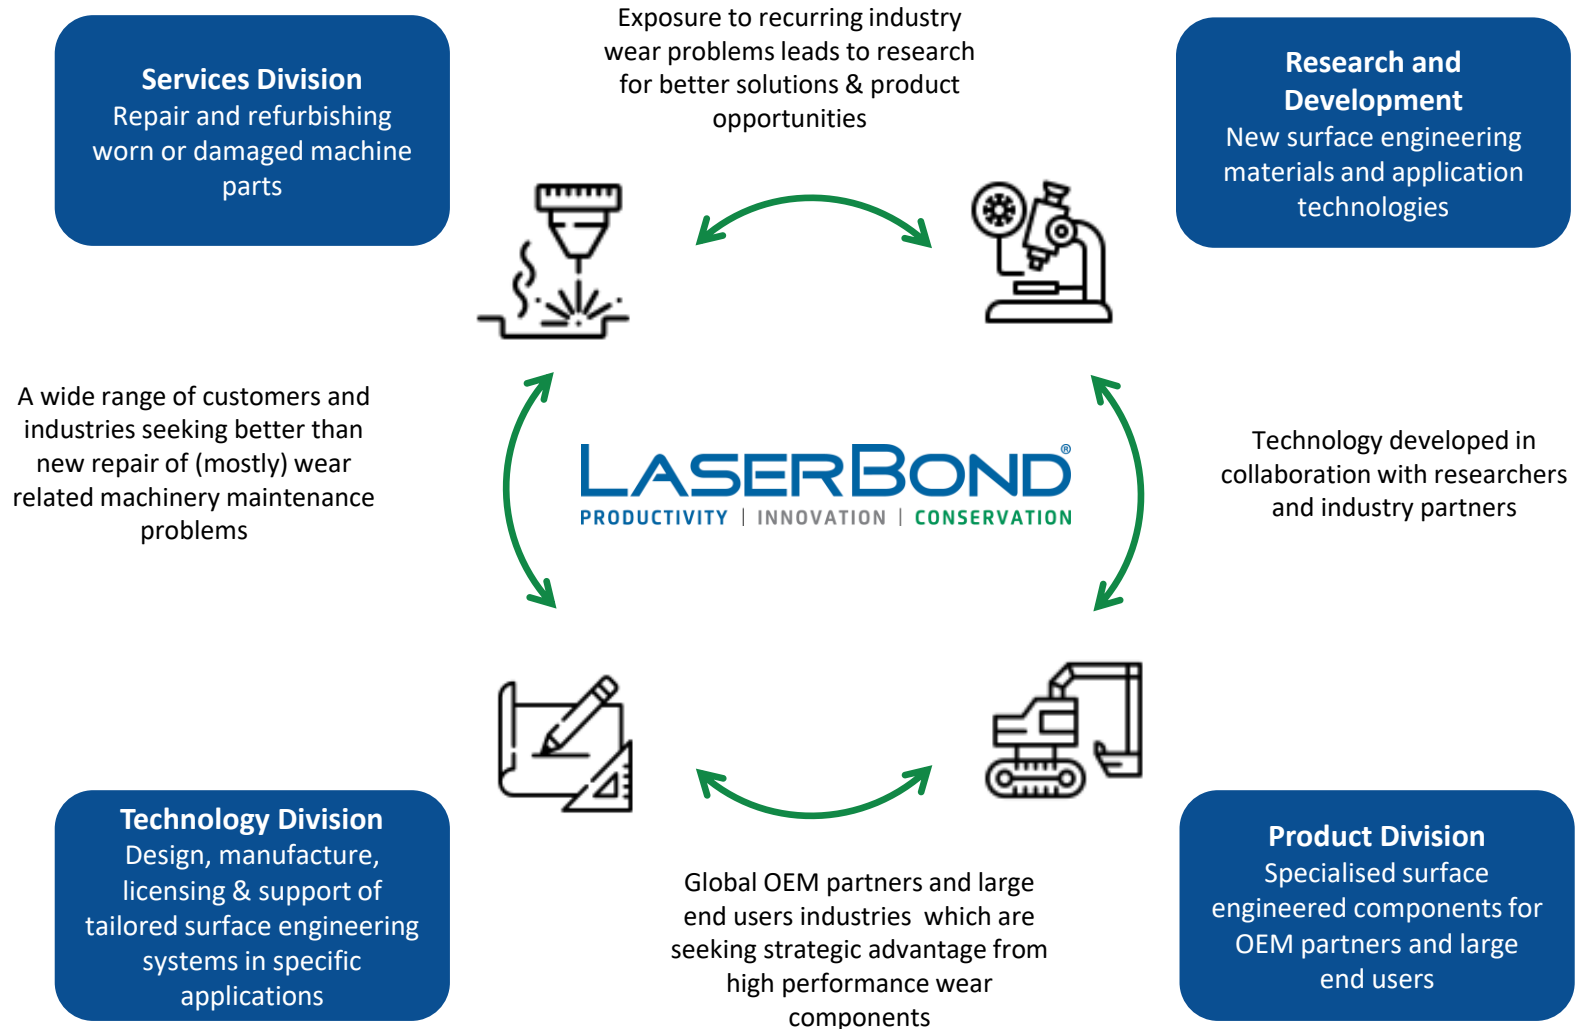 Services Division
Repair and refurbishing
worn or damaged machine
parts
Exposure to recurring industry
wear problems leads to research
for better solutions & product
opportunities
Research and
Development
New surface engineering
materials and application
technologies
A wide range of customers and
industries seeking better than
new repair of (mostly) wear
related machinery maintenance
problems
LASERBOND®
PRODUCTIVITY | INNOVATION | CONSERVATION
Technology developed in
collaboration with researchers
and industry partners
Technology Division
Design, manufacture,
licensing & support of
tailored surface engineering
systems in specific
applications
Global OEM partners and large
end users industries  which are
seeking strategic advantage from
high performance wear
components
Product Division
Specialised surface
engineered components for
OEM partners and large
end users